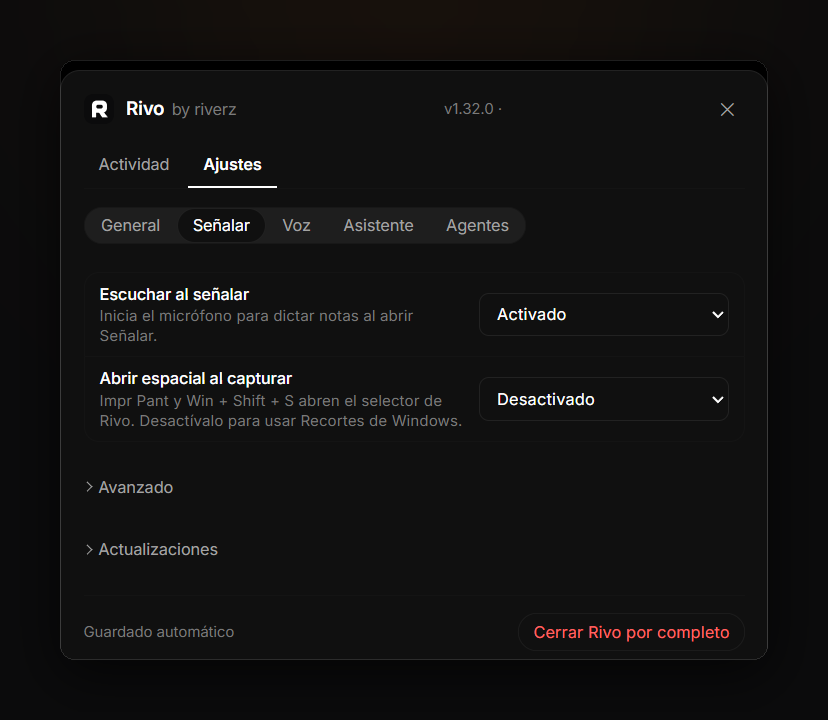 R Rivo by riverz
v1.32.0 ·
Actividad
Ajustes
General
Señalar
Voz
Asistente
Agentes
Escuchar al señalar
Inicia el micrófono para dictar notas al abrir
Señalar.
Activado
Abrir espacial al capturar
Impr Pant y Win + Shift + S abren el selector de
Rivo. Desactívalo para usar Recortes de Windows.
Desactivado
Avanzado
Actualizaciones
Guardado automático
Cerrar Rivo por completo